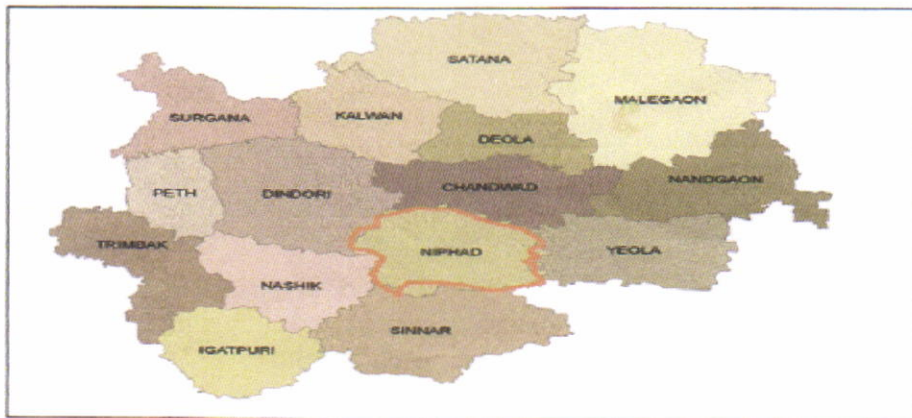 SATANA
MALEGAON
SURGANA
KALWAN
DEOLA
NANDGAON
PETH
DINDORI
CHANDWAD
TRIMBAK
NIPHAD
YEOLA
NASHIK
SINNAR
IGATPURI